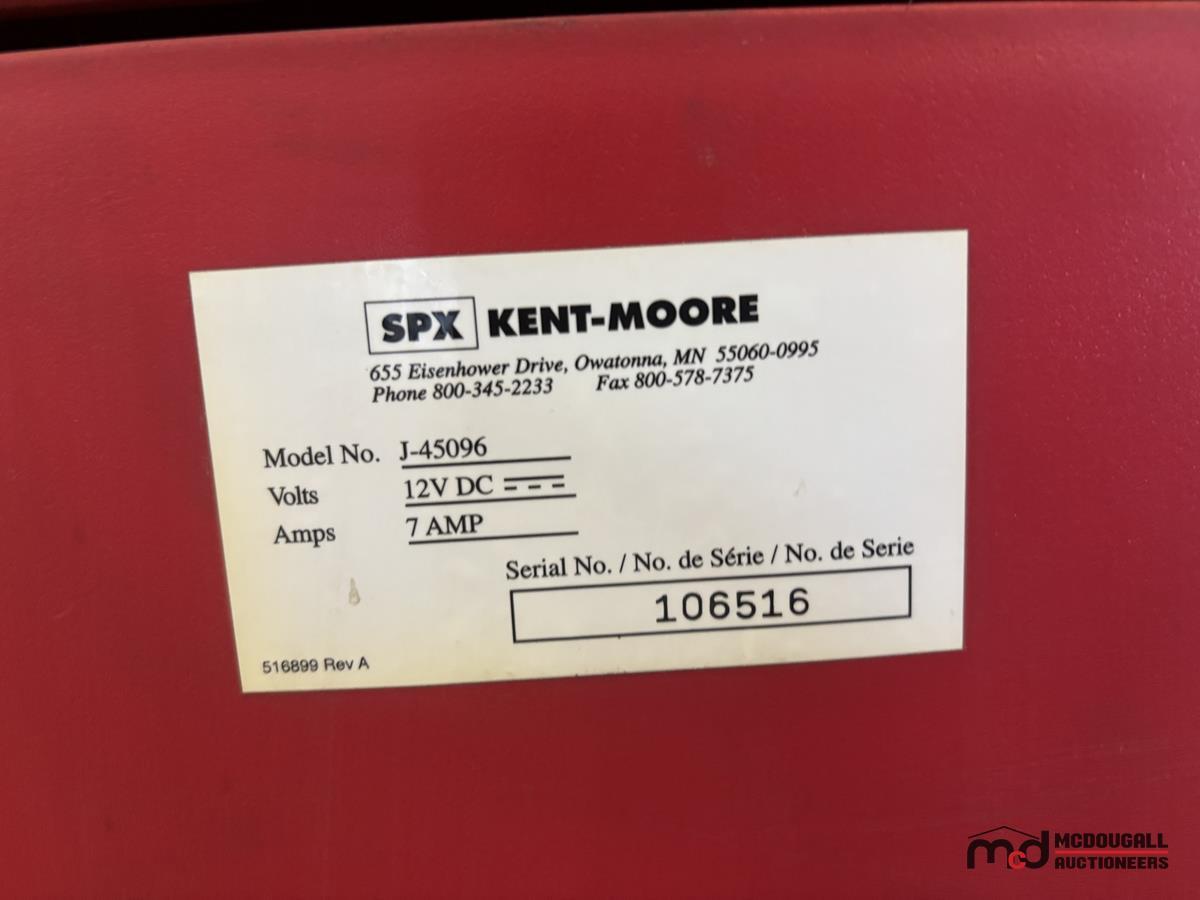 SPX KENT-MOORE
655 Eisenhower Drive, Owatonna, MN 55060-0995
Phone 800-345-2233 Fax 800-578-7375
Model No. J-45096
Volts 12V DC
Amps 7 AMP
Serial No. / No. de Série / No. de Serie
106516
516899 Rev A
mcd MCDOUGALL
AUCTIONEERS